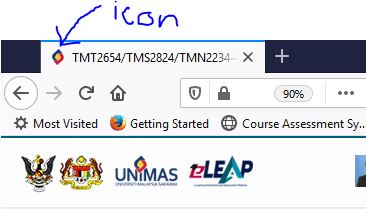 icon
TMT2654/TMS2824/TMN2234-
90%
Most Visited Getting Started Course Assessment Sy...
UNIMAS eLEAP
UNIVERSITI MALAYSIA SARAWAK